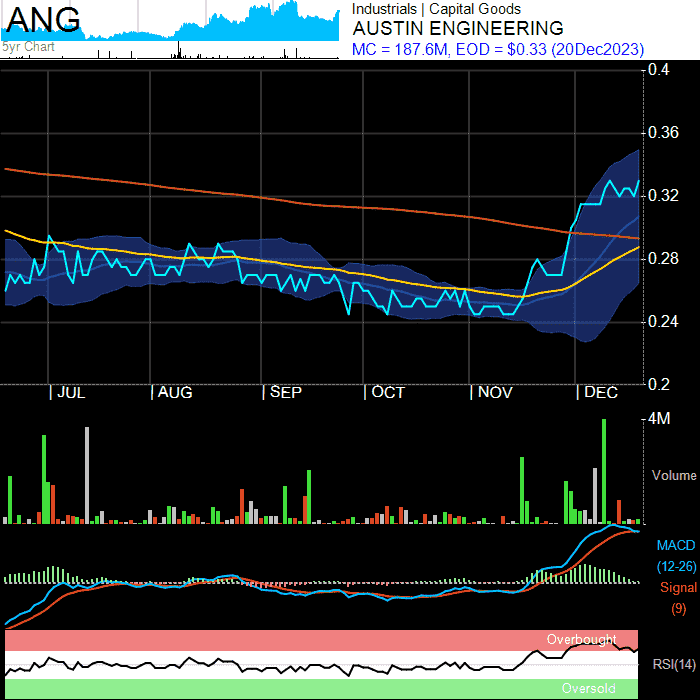 ANG
5yr Chart
Industrials | Capital Goods
AUSTIN ENGINEERING
MC = 187.6M, EOD = $0.33 (20Dec2023)
0.4
0.36
0.32
0.28
0.24
0.2
| JUL | AUG | SEP | OCT | NOV | DEC
4M
Volume
MACD
(12-26)
Signal
(9)
Overbought
RSI(14)
Oversold